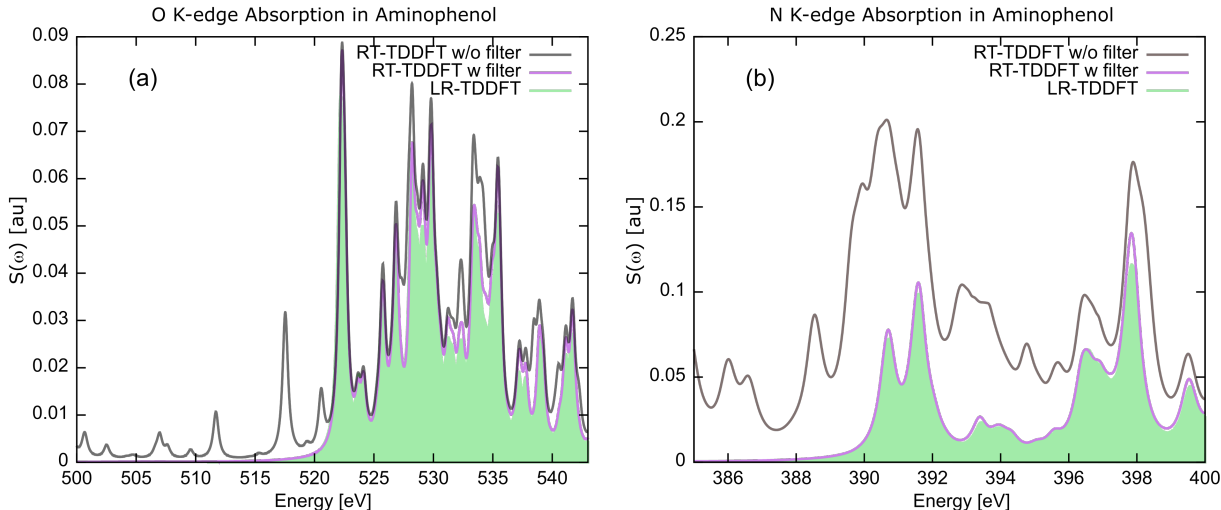 O K-edge Absorption in Aminophenol
0.09
0.08
0.07
0.06
0.05
0.04
0.03
0.02
0.01
0
S(ω) [au]
(a)
RT-TDDFT w/o filter
RT-TDDFT w filter
LR-TDDFT
500 505 510 515 520 525 530 535 540
Energy [eV]
N K-edge Absorption in Aminophenol
0.25
0.2
0.15
0.1
0.05
0
S(ω) [au]
(b)
RT-TDDFT w/o filter
RT-TDDFT w filter
LR-TDDFT
386 388 390 392 394 396 398 400
Energy [eV]